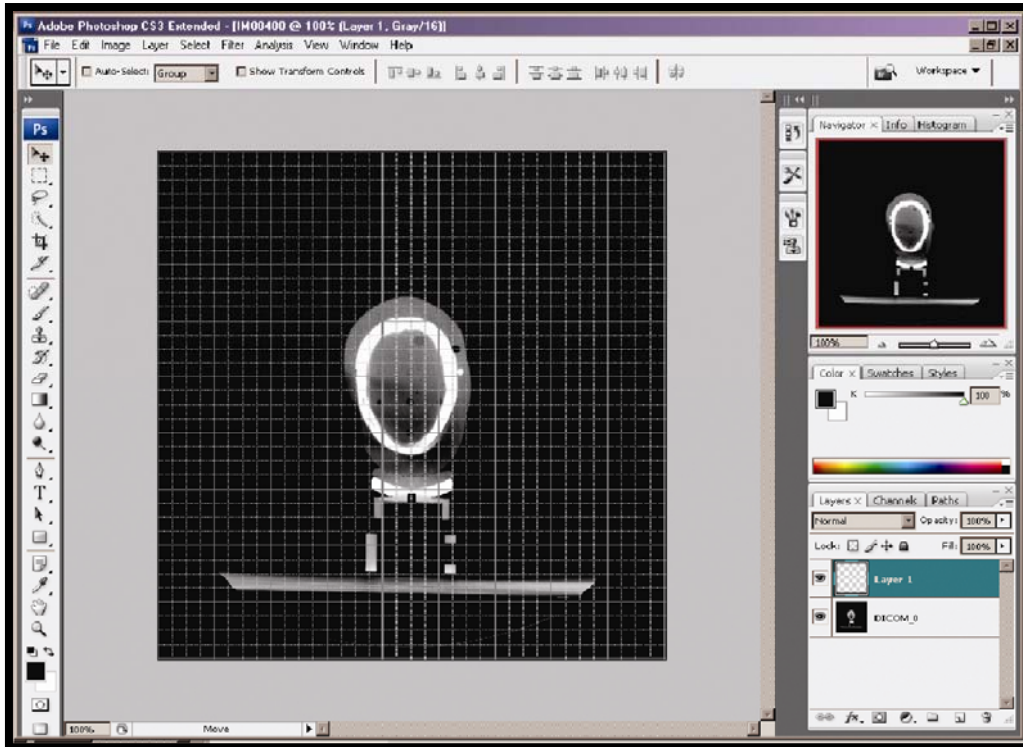 Adobe Photoshop CS3 Extended - [IM00400 @ 100% (Layer 1, Gray/16)]
File Edit Image Layer Select Filter Analysis View Window Help
Auto-Select: Group Show Transform Controls Workspace
Ps
Navigator × Info Histogram
100%
Color × Swatches Styles
K 100 %
Layers × Channels Paths
Normal Opacity: 100%
Lock: Fill: 100%
Layer 1
DICOM_0
T
fx.
100% Move